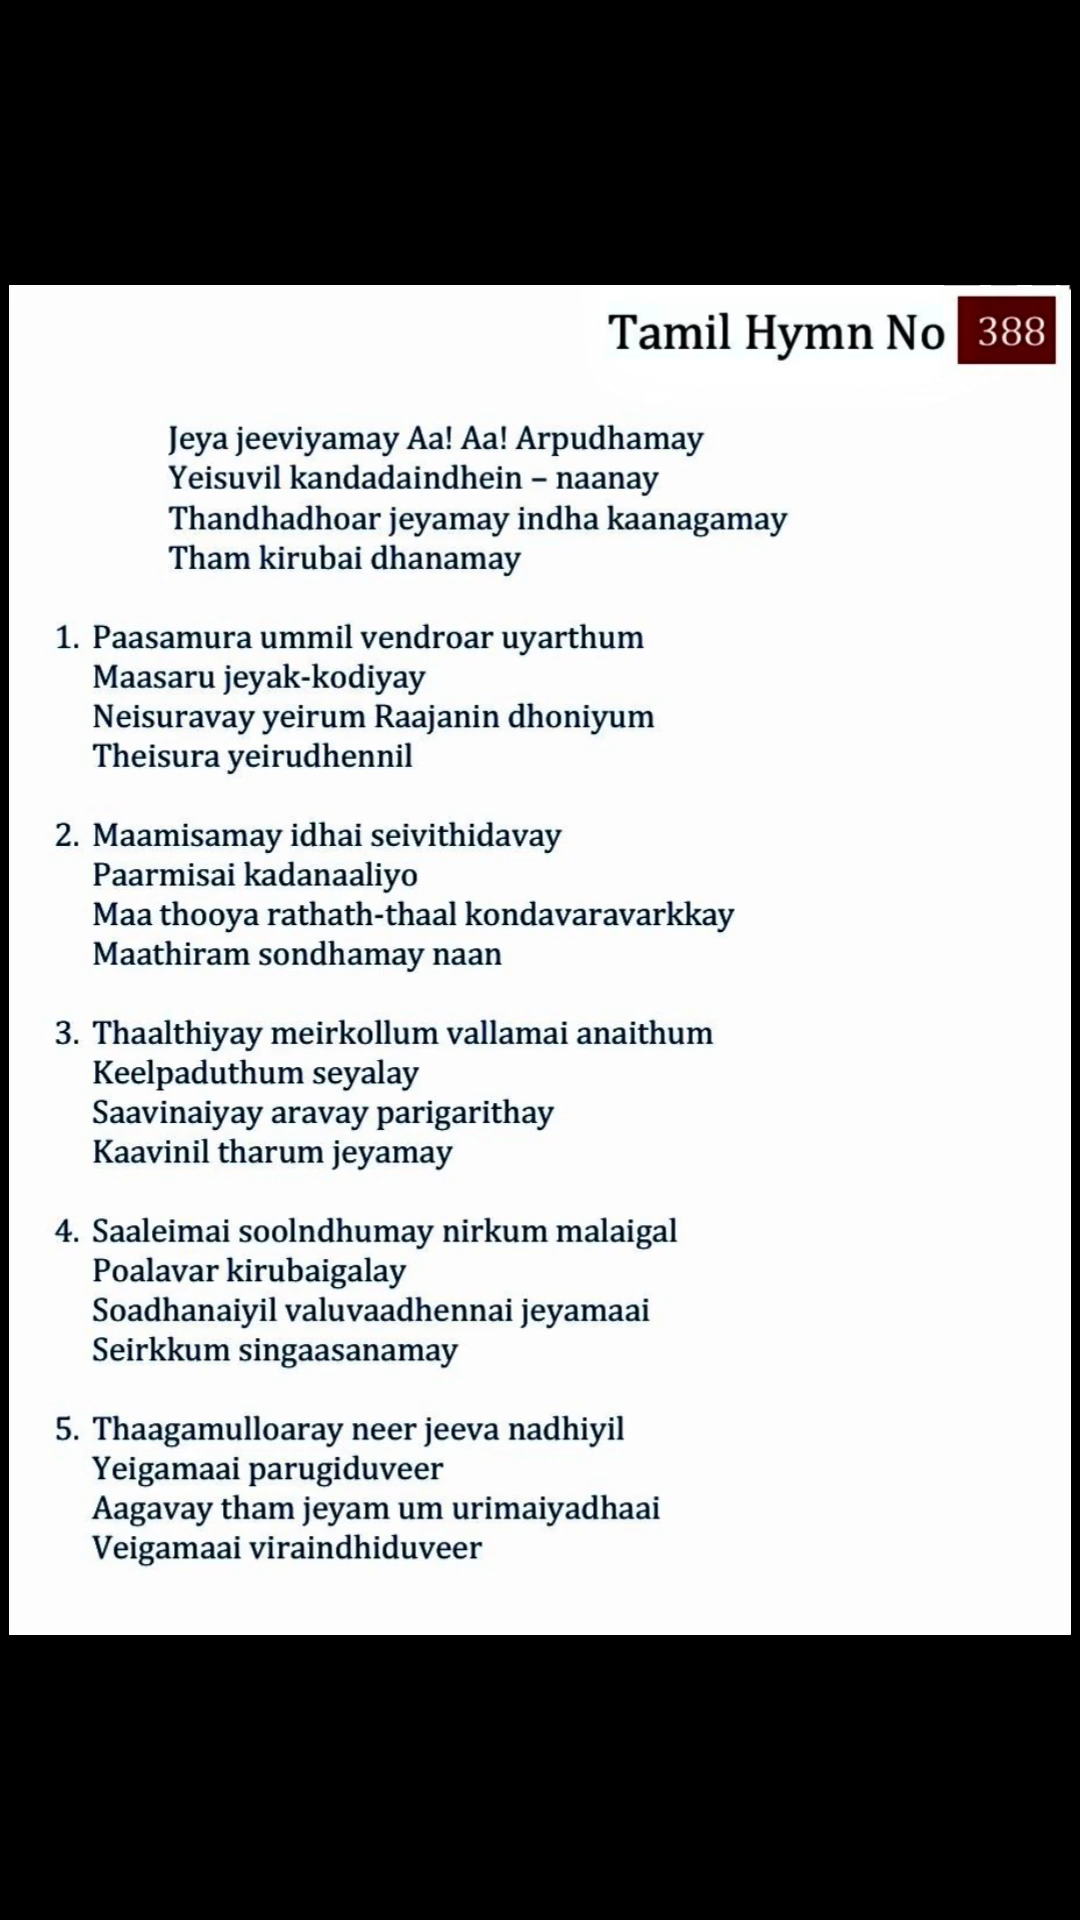 Tamil Hymn No 388
Jeya jeeviyamay Aa! Aa! Arpudhamay
Yeisuvil kandadaindhein – naanay
Thandhadhoar jeyamay indha kaanagamay
Tham kirubai dhanamay
1. Paasamura ummil vendroar uyarthum
Maasaru jeyak-kodiyay
Neisuravay yeirum Raajanin dhoniyum
Theisura yeirudhennil
2. Maamisamay idhai seivithidavay
Paarmisai kadanaaliyo
Maa thooya rathath-thaal kondavaravarkkay
Maathiram sondhamay naan
3. Thaalthiyay meirkollum vallamai anaithum
Keelpaduthum seyalay
Saavinaiyay aravay parigarithay
Kaavinil tharum jeyamay
4. Saaleimai soolndhumay nirkum malaigal
Poalavar kirubaigalay
Soadhanaiyil valuvaadhennai jeyamaai
Seirkkum singaasanamay
5. Thaagamulloaray neer jeeva nadhiyil
Yeigamaai parugiduveer
Aagavay tham jeyam um urimaiyadhaai
Veigamaai viraindhiduveer